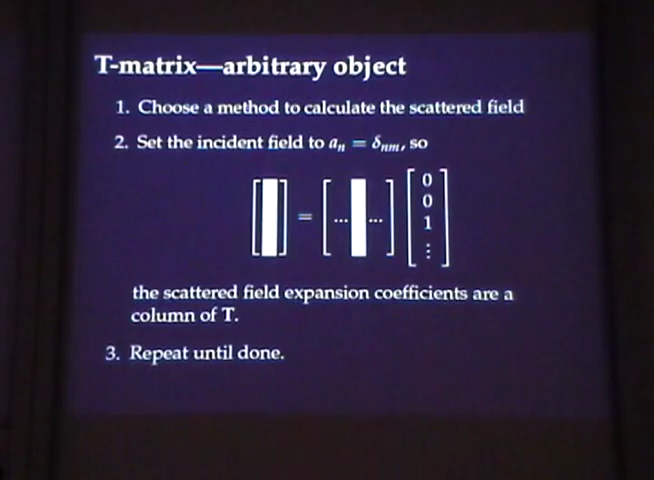 T-matrix—arbitrary object
1. Choose a method to calculate the scattered field
2. Set the incident field to aₙ = δₙₘ, so
[ ] = [ ... ... ] [ 0 0 1 ⋮ ]
the scattered field expansion coefficients are a
column of T.
3. Repeat until done.